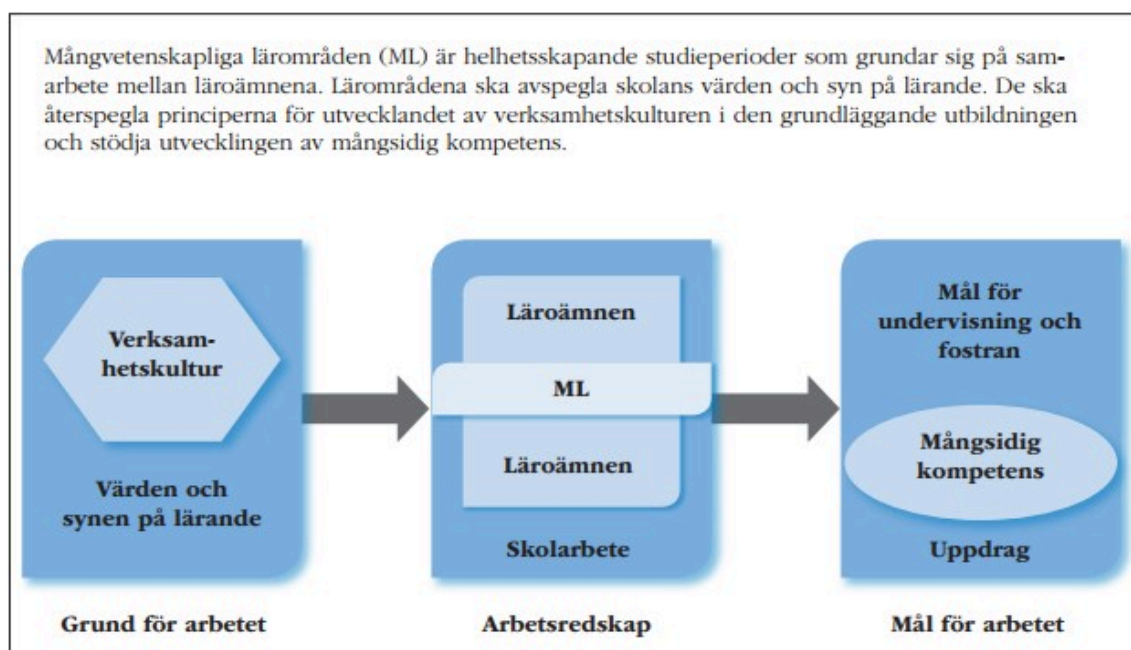 Mångvetenskapliga lärområden (ML) är helhetsskapande studieperioder som grundar sig på sam-
arbete mellan läroämnena. Lärområdena ska avspegla skolans värden och syn på lärande. De ska
återspegla principerna för utvecklandet av verksamhetskulturen i den grundläggande utbildningen
och stödja utvecklingen av mångsidig kompetens.
Verksam-
hetskultur
Värden och
synen på lärande
Grund för arbetet
Läroämnen
ML
Läroämnen
Skolarbete
Arbetsredskap
Mål för
undervisning och
fostran
Mångsidig
kompetens
Uppdrag
Mål för arbetet